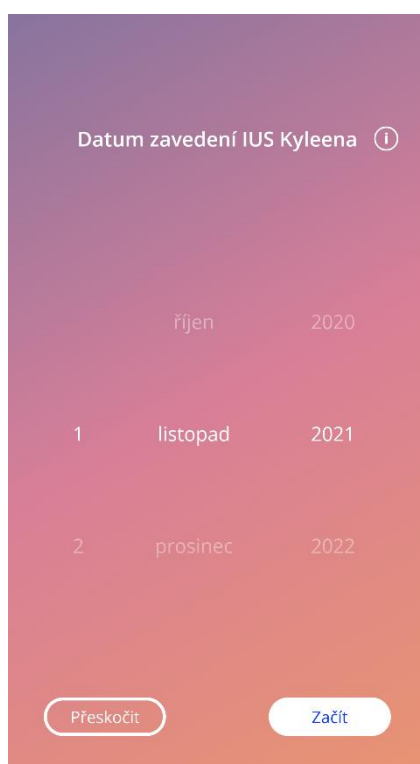 Datum zavedení IUS Kyleena i
říjen 2020
1 listopad 2021
2 prosinec 2022
Přeskočit Začít